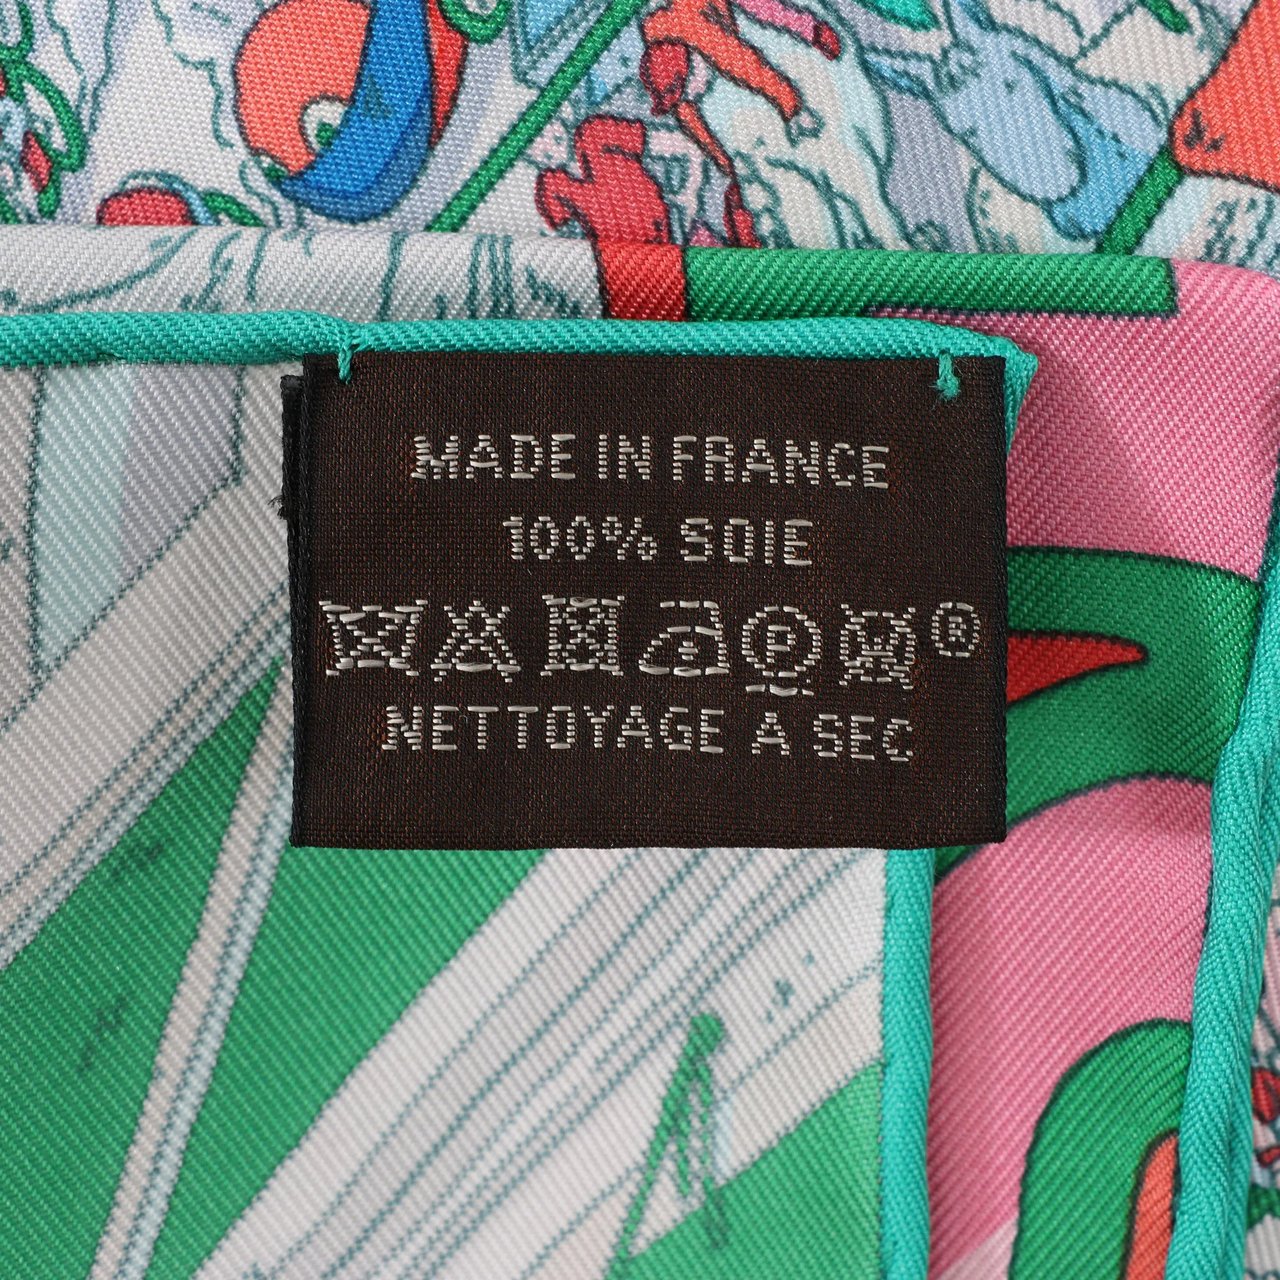 MADE IN FRANCE
100% SOIE
P ®
NETTOYAGE A SEC